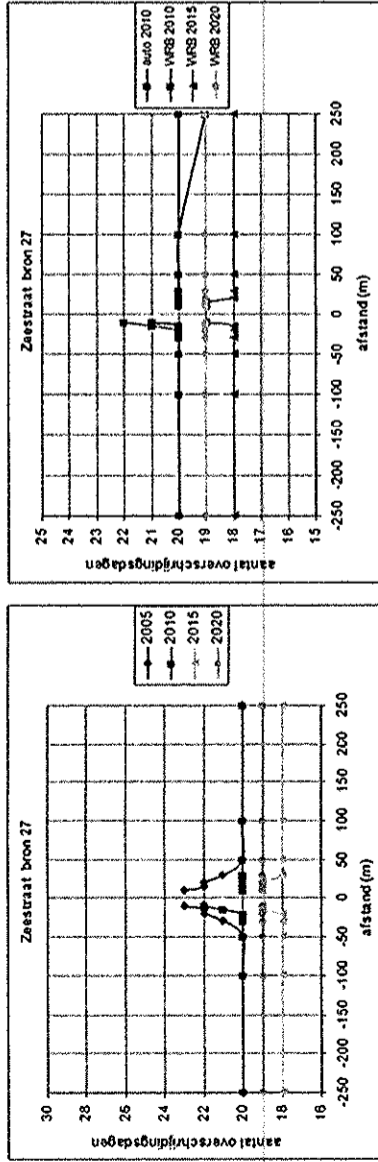 Zeestraat bron 27
aantal overschrijdingsdagen
30
28
26
24
22
20
18
16
-250 -200 -150 -100 -50 0 50 100 150 200 250
afstand (m)
2005
2010
2015
2020
Zeestraat bron 27
aantal overschrijdingsdagen
25
24
23
22
21
20
19
18
17
16
15
-250 -200 -150 -100 -50 0 50 100 150 200 250
afstand (m)
auto 2010
WRB 2010
WRB 2015
WRB 2020